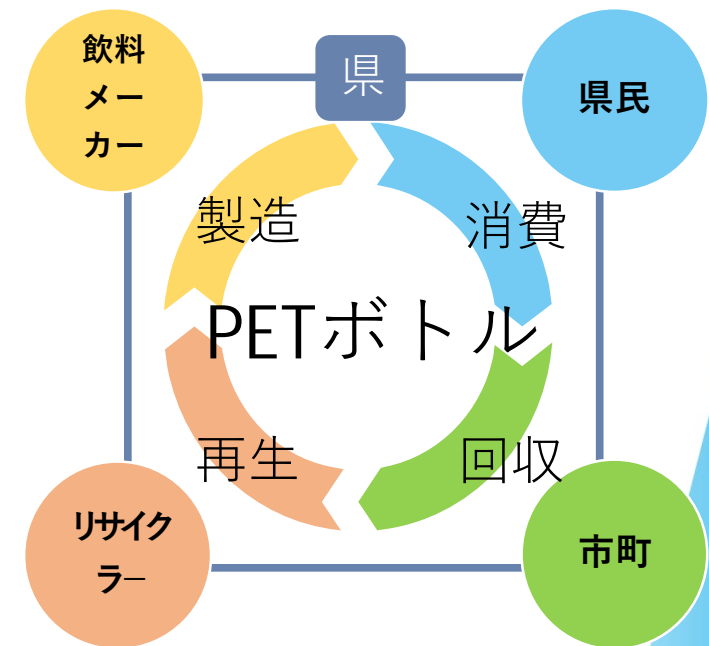 飲料
メー
カー
県
県民
製造
消費
PETボトル
再生
回収
リサイク
ラー
市町